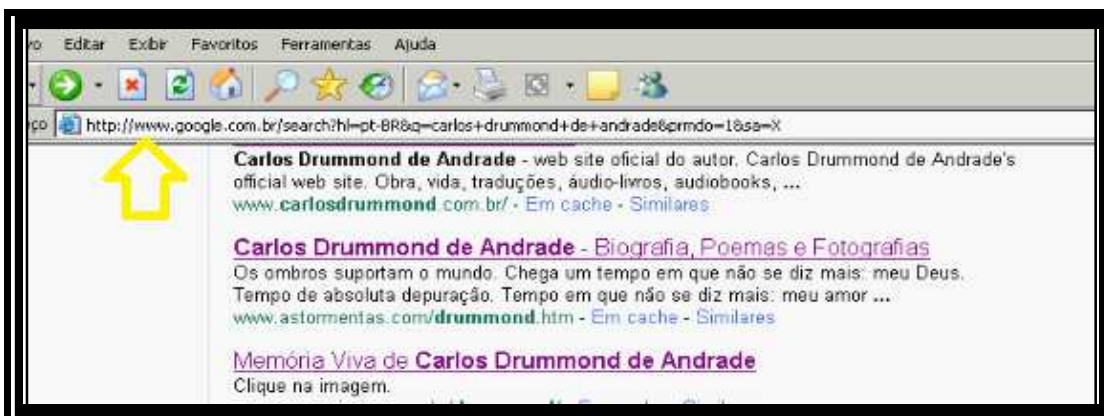 Editar Exibir Favoritos Ferramentas Ajuda
http://www.google.com.br/search?hl=pt-BR&q=carlos+drummond+de+andrade&prmdo=1&sa=X
Carlos Drummond de Andrade - web site oficial do autor. Carlos Drummond de Andrade's
official web site. Obra, vida, traduções, áudio-livros, audiobooks, ...
www.carlosdrummond.com.br/ - Em cache - Similares
Carlos Drummond de Andrade - Biografia, Poemas e Fotografias
Os ombros suportam o mundo. Chega um tempo em que não se diz mais: meu Deus.
Tempo de absoluta depuração. Tempo em que não se diz mais: meu amor ...
www.astormentas.com/drummond.htm - Em cache - Similares
Memória Viva de Carlos Drummond de Andrade
Clique na imagem.